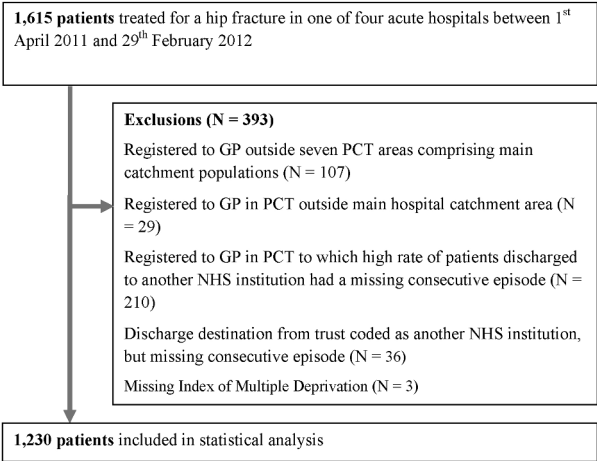 1,615 patients treated for a hip fracture in one of four acute hospitals between 1st
April 2011 and 29th February 2012
Exclusions (N = 393)
Registered to GP outside seven PCT areas comprising main
catchment populations (N = 107)
Registered to GP in PCT outside main hospital catchment area (N
= 29)
Registered to GP in PCT to which high rate of patients discharged
to another NHS institution had a missing consecutive episode (N =
210)
Discharge destination from trust coded as another NHS institution,
but missing consecutive episode (N = 36)
Missing Index of Multiple Deprivation (N = 3)
1,230 patients included in statistical analysis